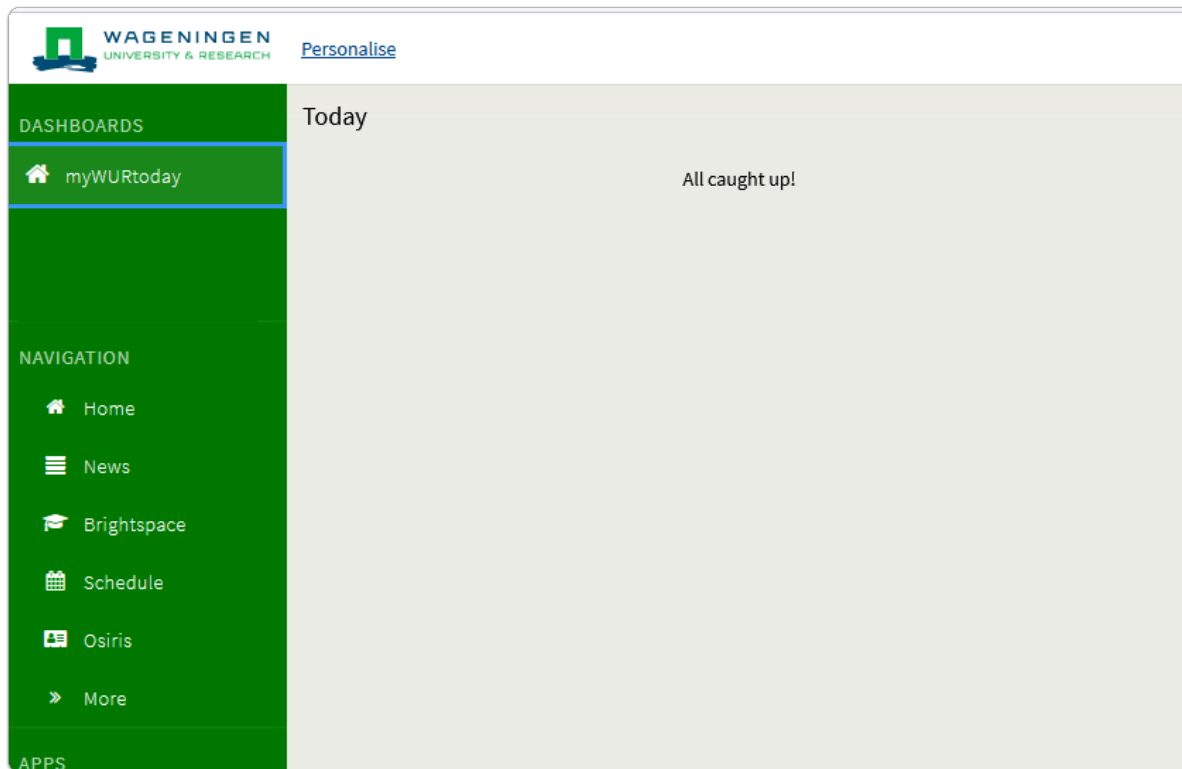 WAGENINGEN
UNIVERSITY & RESEARCH
Personalise
DASHBOARDS
myWURtoday
Today
All caught up!
NAVIGATION
Home
News
Brightspace
Schedule
Osiris
More
APPS